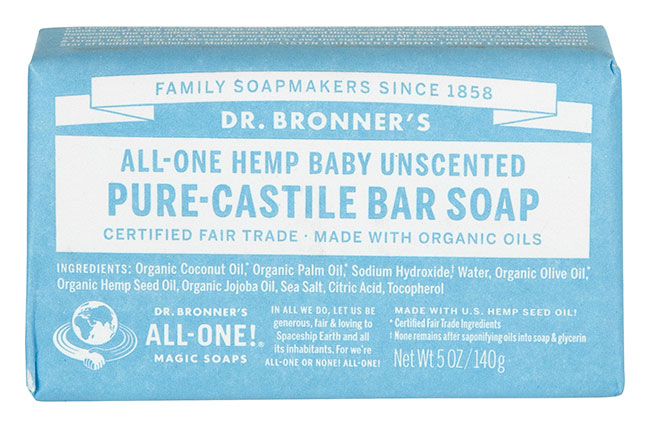 FAMILY SOAPMAKERS SINCE 1858
DR. BRONNER'S
ALL-ONE HEMP BABY UNSCENTED
PURE-CASTILE BAR SOAP
CERTIFIED FAIR TRADE · MADE WITH ORGANIC OILS
INGREDIENTS: Organic Coconut Oil,* Organic Palm Oil,* Sodium Hydroxide,! Water, Organic Olive Oil,*
Organic Hemp Seed Oil, Organic Jojoba Oil, Sea Salt, Citric Acid, Tocopherol
DR. BRONNER'S
ALL-ONE!®
MAGIC SOAPS
IN ALL WE DO, LET US BE
generous, fair & loving to
Spaceship Earth and all
its inhabitants. For we're
ALL-ONE OR NONE! ALL-ONE!
MADE WITH U.S. HEMP SEED OIL!
* Certified Fair Trade Ingredients
! None remains after saponifying oils into soap & glycerin
Net Wt 5 OZ/140g